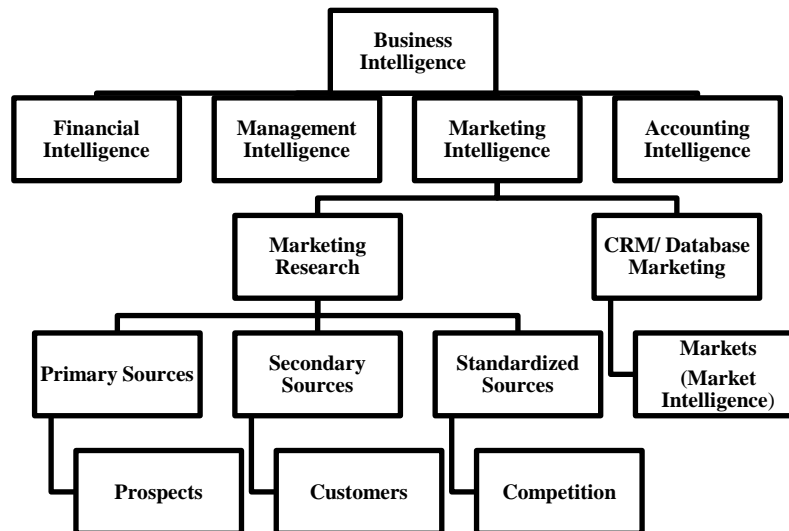 Business
Intelligence
Financial
Intelligence
Management
Intelligence
Marketing
Intelligence
Accounting
Intelligence
Marketing
Research
CRM/ Database
Marketing
Primary Sources
Secondary
Sources
Standardized
Sources
Markets
(Market
Intelligence)
Prospects
Customers
Competition